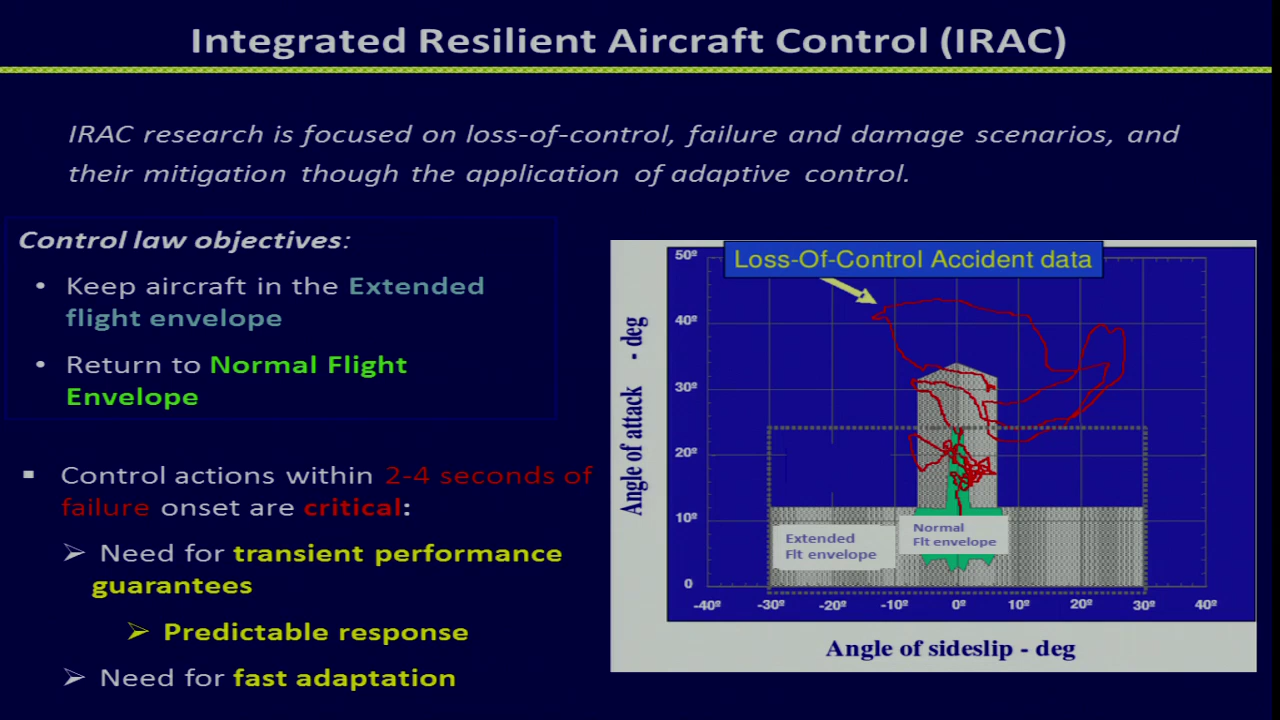 Integrated Resilient Aircraft Control (IRAC)
IRAC research is focused on loss-of-control, failure and damage scenarios, and
their mitigation though the application of adaptive control.
Control law objectives:
• Keep aircraft in the Extended
flight envelope
• Return to Normal Flight
Envelope
▪ Control actions within 2-4 seconds of
failure onset are critical:
➢ Need for transient performance
guarantees
➢ Predictable response
➢ Need for fast adaptation
Loss-Of-Control Accident data
Angle of attack - deg
50º
40º
30º
20º
10º
0
Extended
Flt envelope
Normal
Flt envelope
-40º -30º -20º -10º 0º 10º 20º 30º 40º
Angle of sideslip - deg